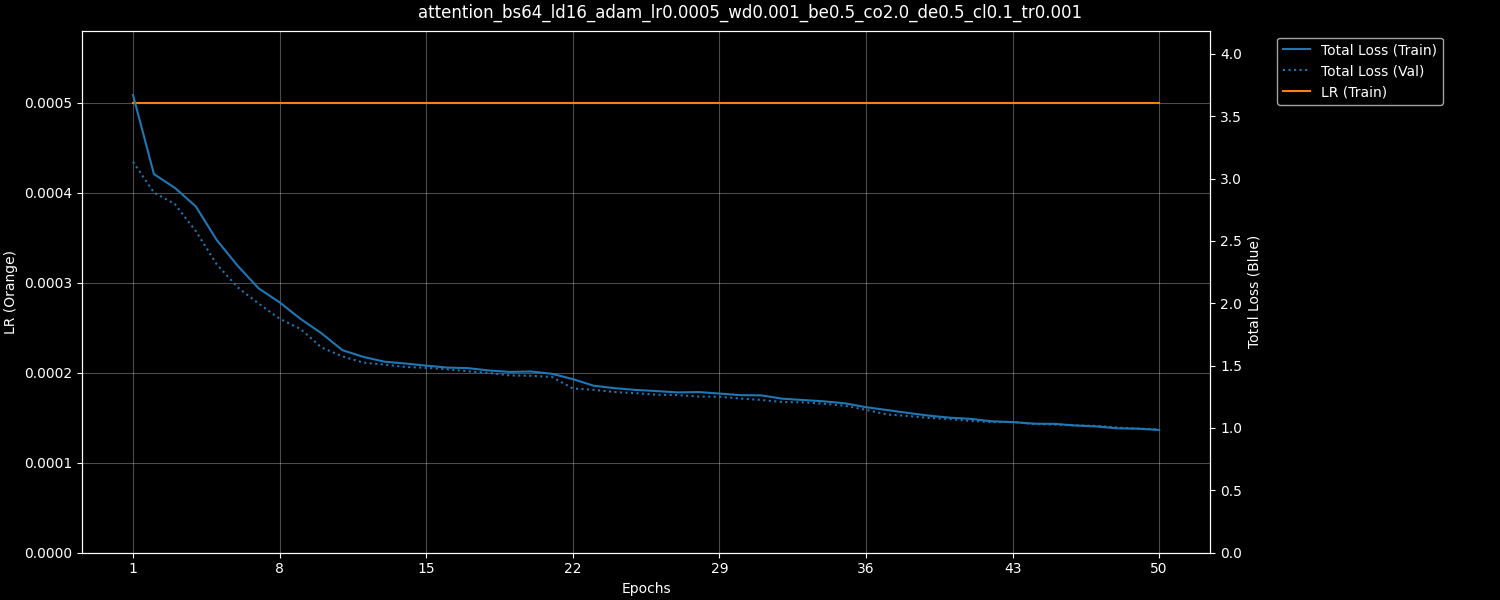 attention_bs64_ld16_adam_lr0.0005_wd0.001_be0.5_co2.0_de0.5_cl0.1_tr0.001
Total Loss (Train)
Total Loss (Val)
LR (Train)
LR (Orange)
0.0005
0.0004
0.0003
0.0002
0.0001
0.0000
4.0
3.5
3.0
2.5
2.0
1.5
1.0
0.5
0.0
Total Loss (Blue)
1 8 15 22 29 36 43 50
Epochs